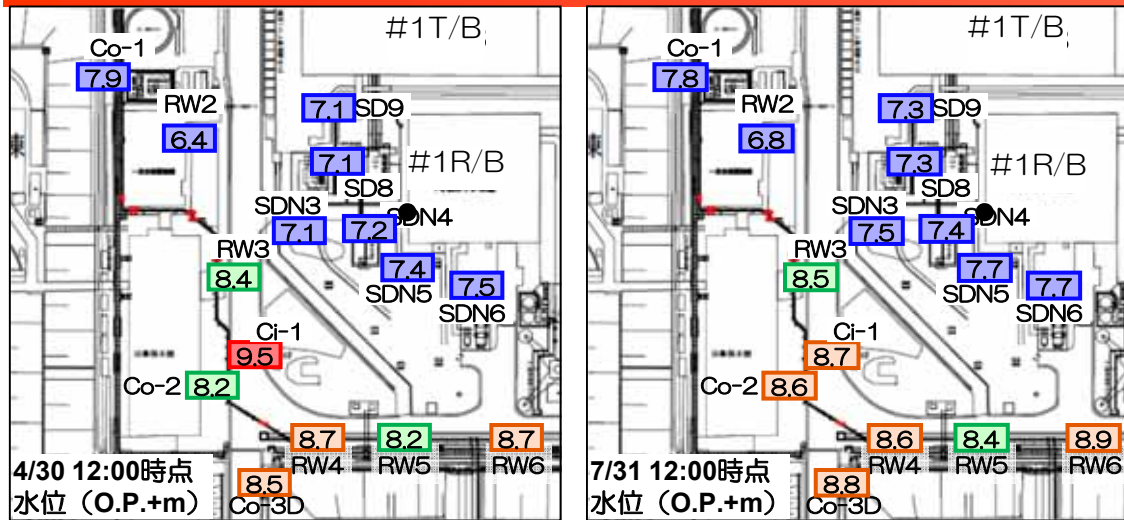 #1T/B
Co-1
7.9
RW2
7.1 SD9
6.4
7.1
#1R/B
SD8
SDN3
SDN4
7.1
7.2
RW3
8.4
7.4
SDN5
7.5
SDN6
Ci-1
9.5
Co-2 8.2
8.7
8.2
8.7
RW4
RW5
RW6
4/30 12:00時点
水位（O.P.+m）
8.5
Co-3D
#1T/B
Co-1
7.8
RW2
7.3 SD9
6.8
7.3
#1R/B
SD8
SDN3
SDN4
7.5
7.4
RW3
8.5
7.7
SDN5
7.7
SDN6
Ci-1
8.7
Co-2 8.6
8.6
8.4
8.9
RW4
RW5
RW6
7/31 12:00時点
水位（O.P.+m）
8.8
Co-3D